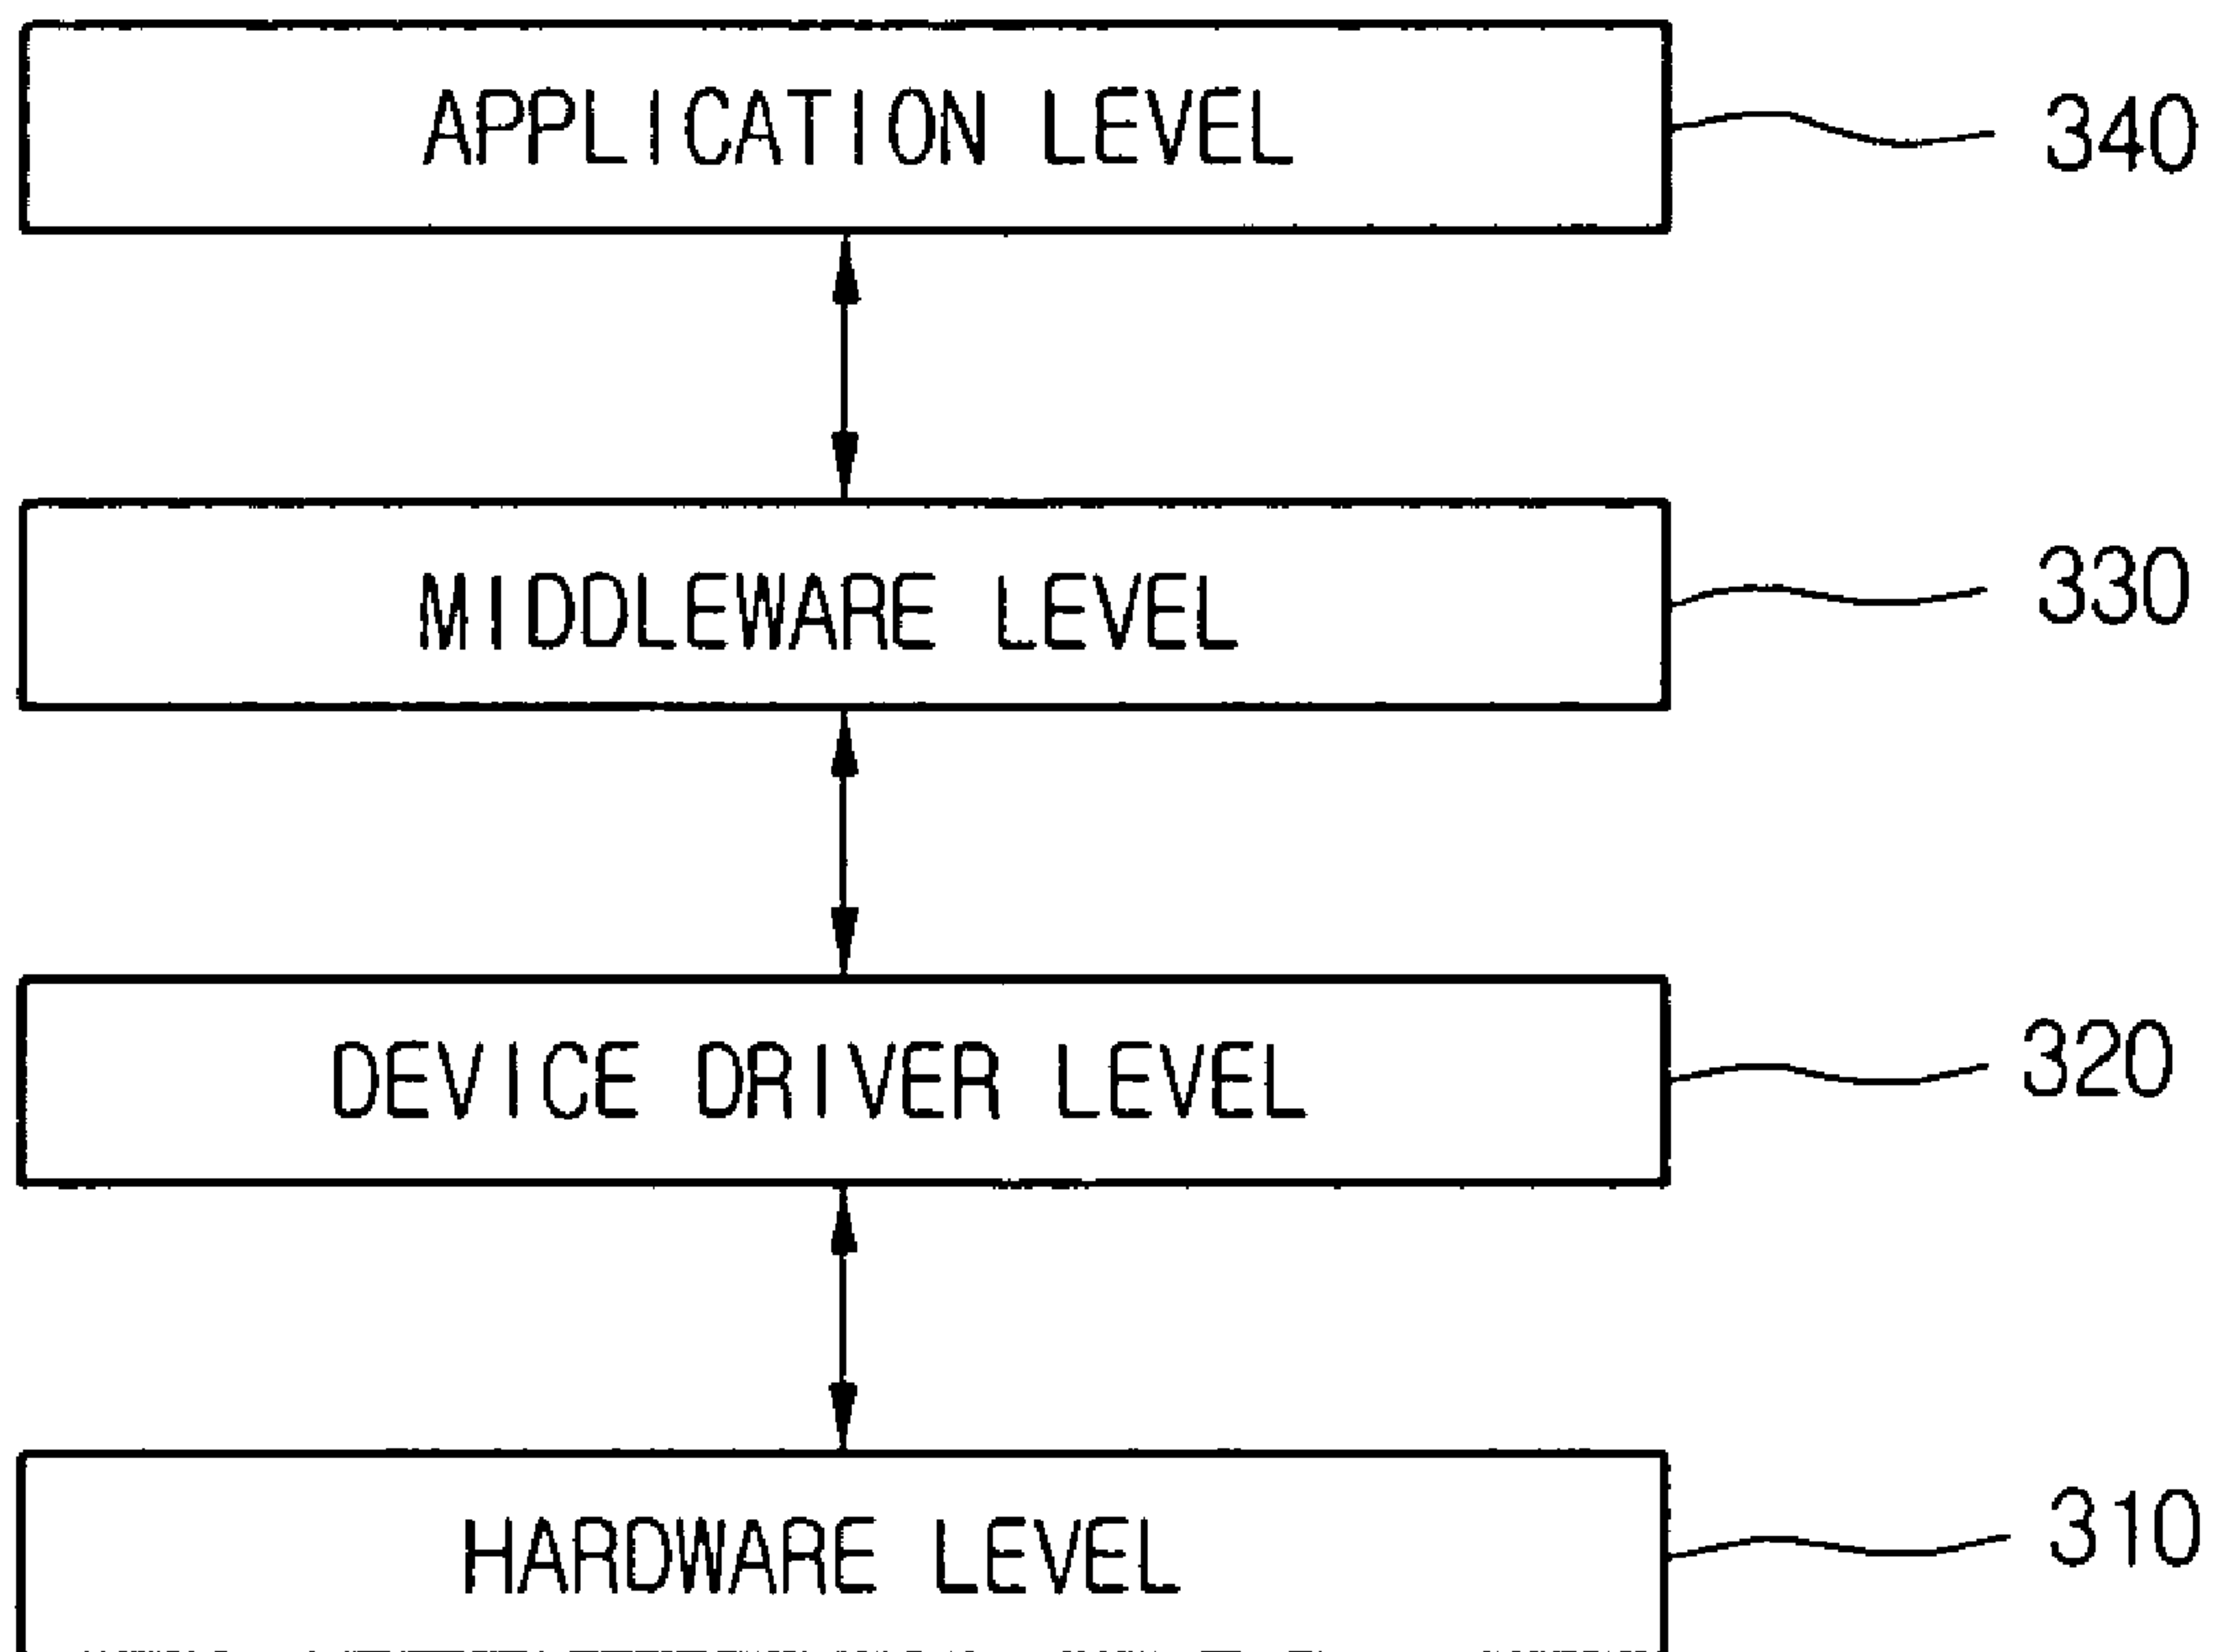 APPLICATION LEVEL 340
MIDDLEWARE LEVEL 330
DEVICE DRIVER LEVEL 320
HARDWARE LEVEL 310